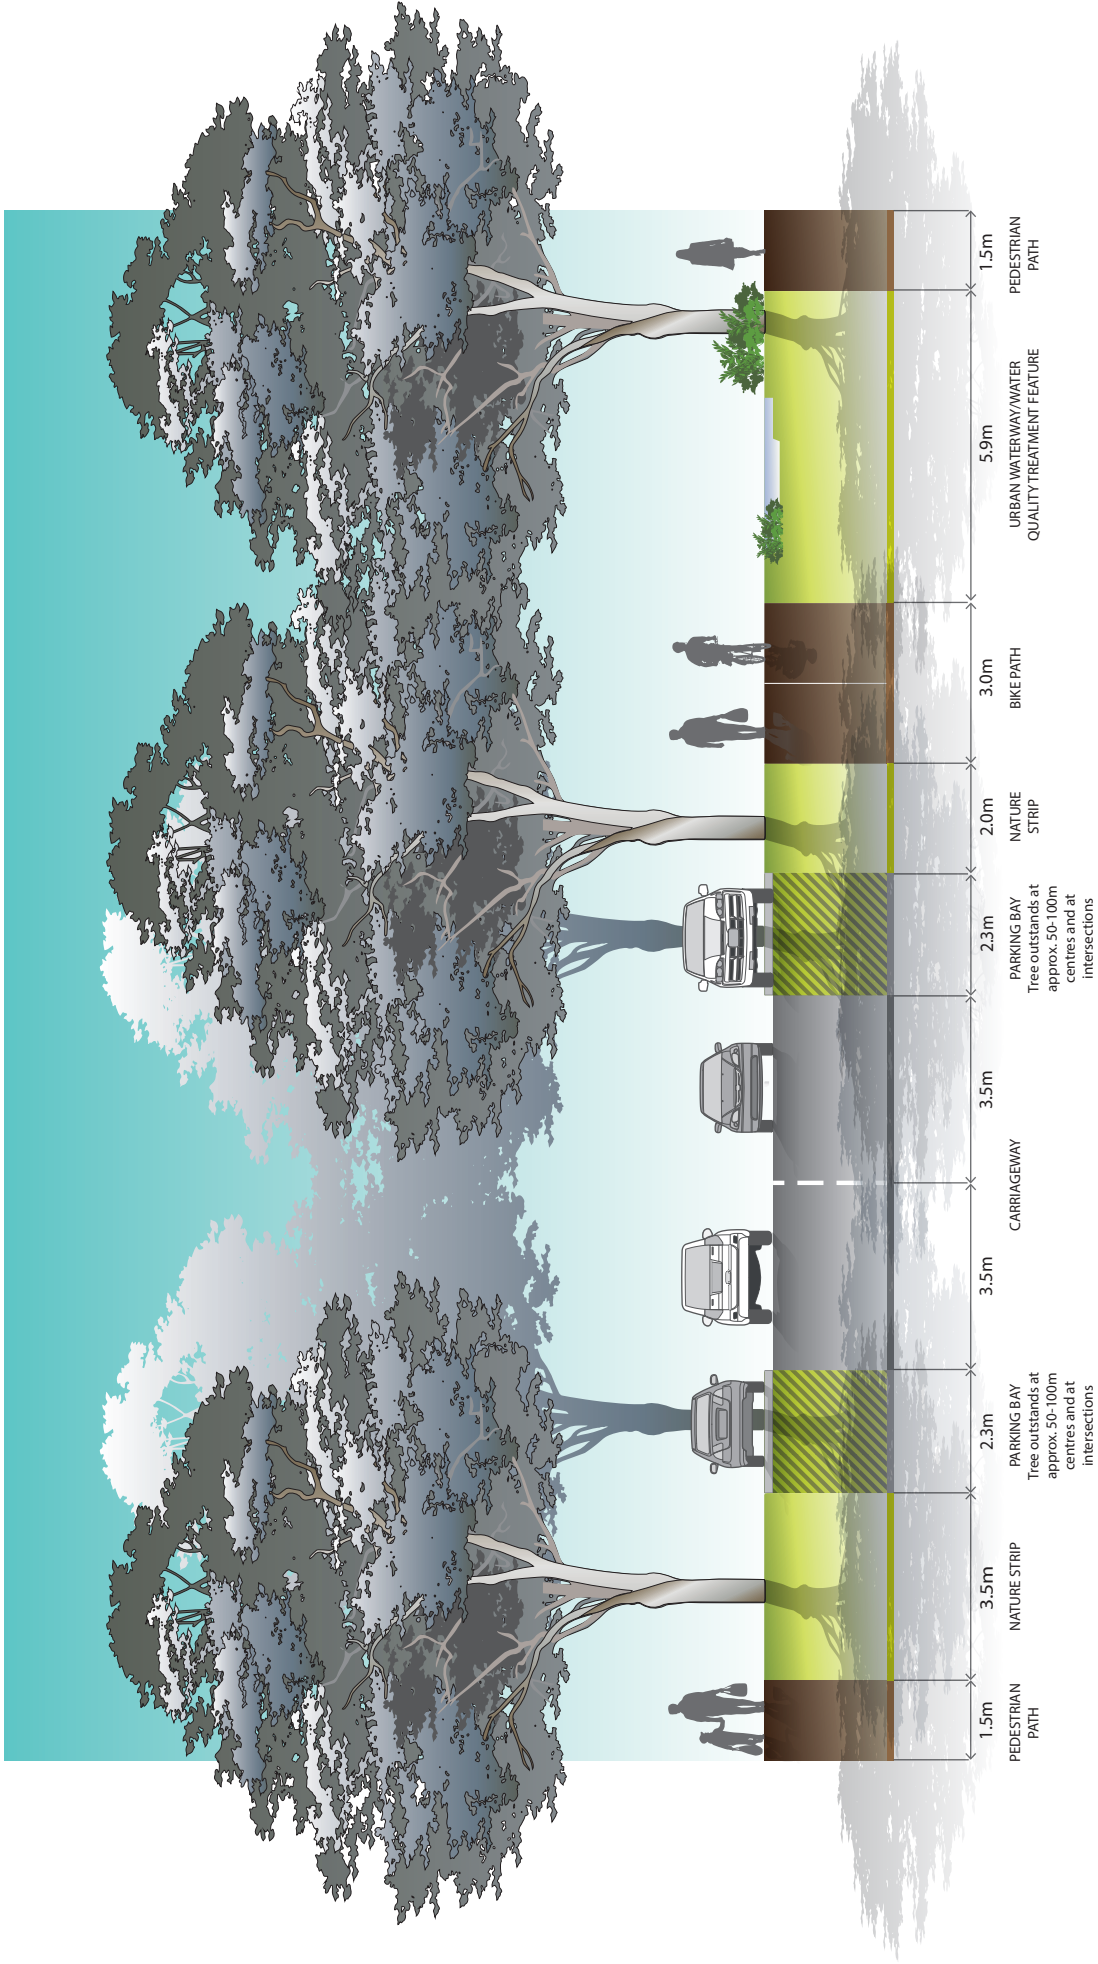 1.5m
3.5m
2.3m
3.5m
3.5m
2.3m
2.0m
3.0m
5.9m
1.5m
PEDESTRIAN
PATH
NATURE STRIP
PARKING BAY
Tree outstands at
approx. 50-100m
centres and at
intersections
CARRIAGEWAY
PARKING BAY
Tree outstands at
approx. 50-100m
centres and at
intersections
NATURE
STRIP
BIKE PATH
URBAN WATERWAY/WATER
QUALITY TREATMENT FEATURE
PEDESTRIAN
PATH